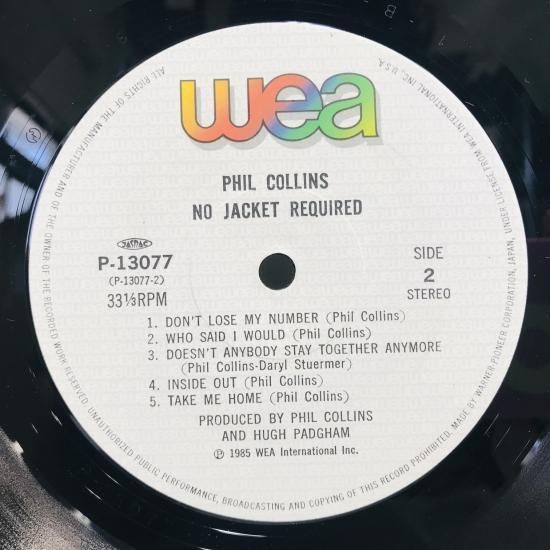 wea
PHIL COLLINS
NO JACKET REQUIRED
JASRAC
P-13077
(P-13077-2)
33⅓RPM
SIDE
2
STEREO
1. DON'T LOSE MY NUMBER (Phil Collins)
2. WHO SAID I WOULD (Phil Collins)
3. DOESN'T ANYBODY STAY TOGETHER ANYMORE
(Phil Collins-Daryl Stuermer)
4. INSIDE OUT (Phil Collins)
5. TAKE ME HOME (Phil Collins)
PRODUCED BY PHIL COLLINS
AND HUGH PADGHAM
℗ 1985 WEA International Inc.
ALL RIGHTS OF THE MANUFACTURER AND OF THE OWNER OF THE RECORDED WORK RESERVED. UNAUTHORIZED PUBLIC PERFORMANCE, BROADCASTING AND COPYING OF THIS RECORD PROHIBITED. MADE BY WARNER-PIONEER CORPORATION, JAPAN, UNDER LICENSE FROM WEA INTERNATIONAL INC., U.S.A.